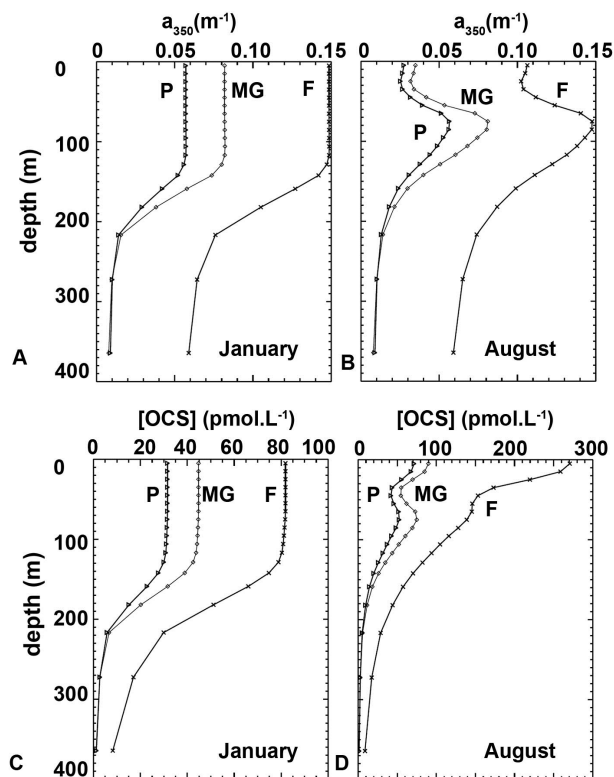 a350(m-1)
a350(m-1)
0 0.05 0.10 0.15
0 0.05 0.10 0.15
depth (m)
0
100
200
300
400
P MG F
January
A
P MG F
August
B
[OCS] (pmol.L-1)
[OCS] (pmol.L-1)
0 20 40 60 80 100
0 100 200 300
depth (m)
0
100
200
300
400
P MG F
January
C
P MG F
August
D